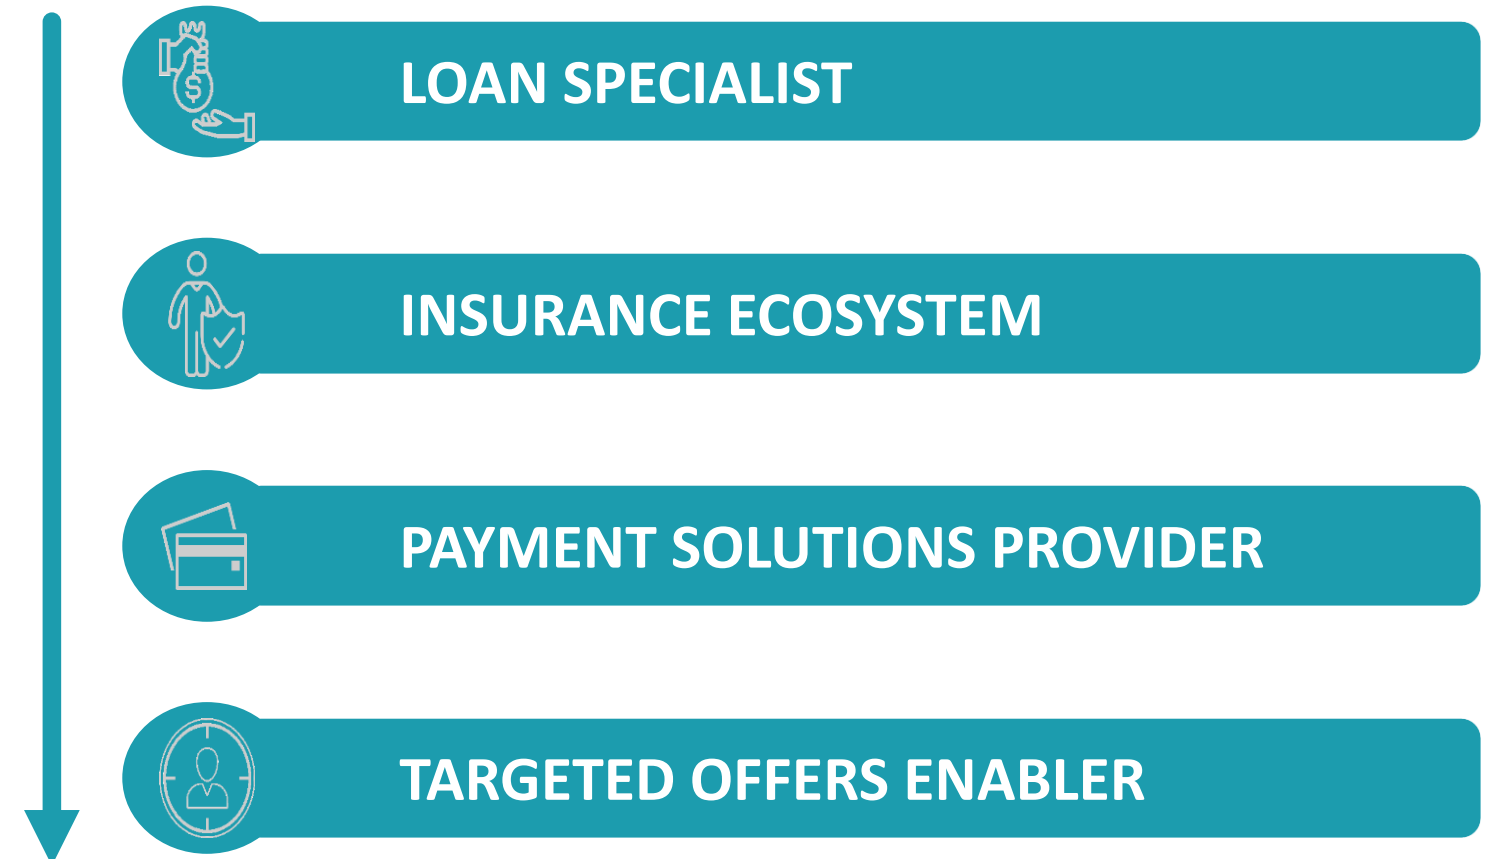 LOAN SPECIALIST
INSURANCE ECOSYSTEM
PAYMENT SOLUTIONS PROVIDER
TARGETED OFFERS ENABLER